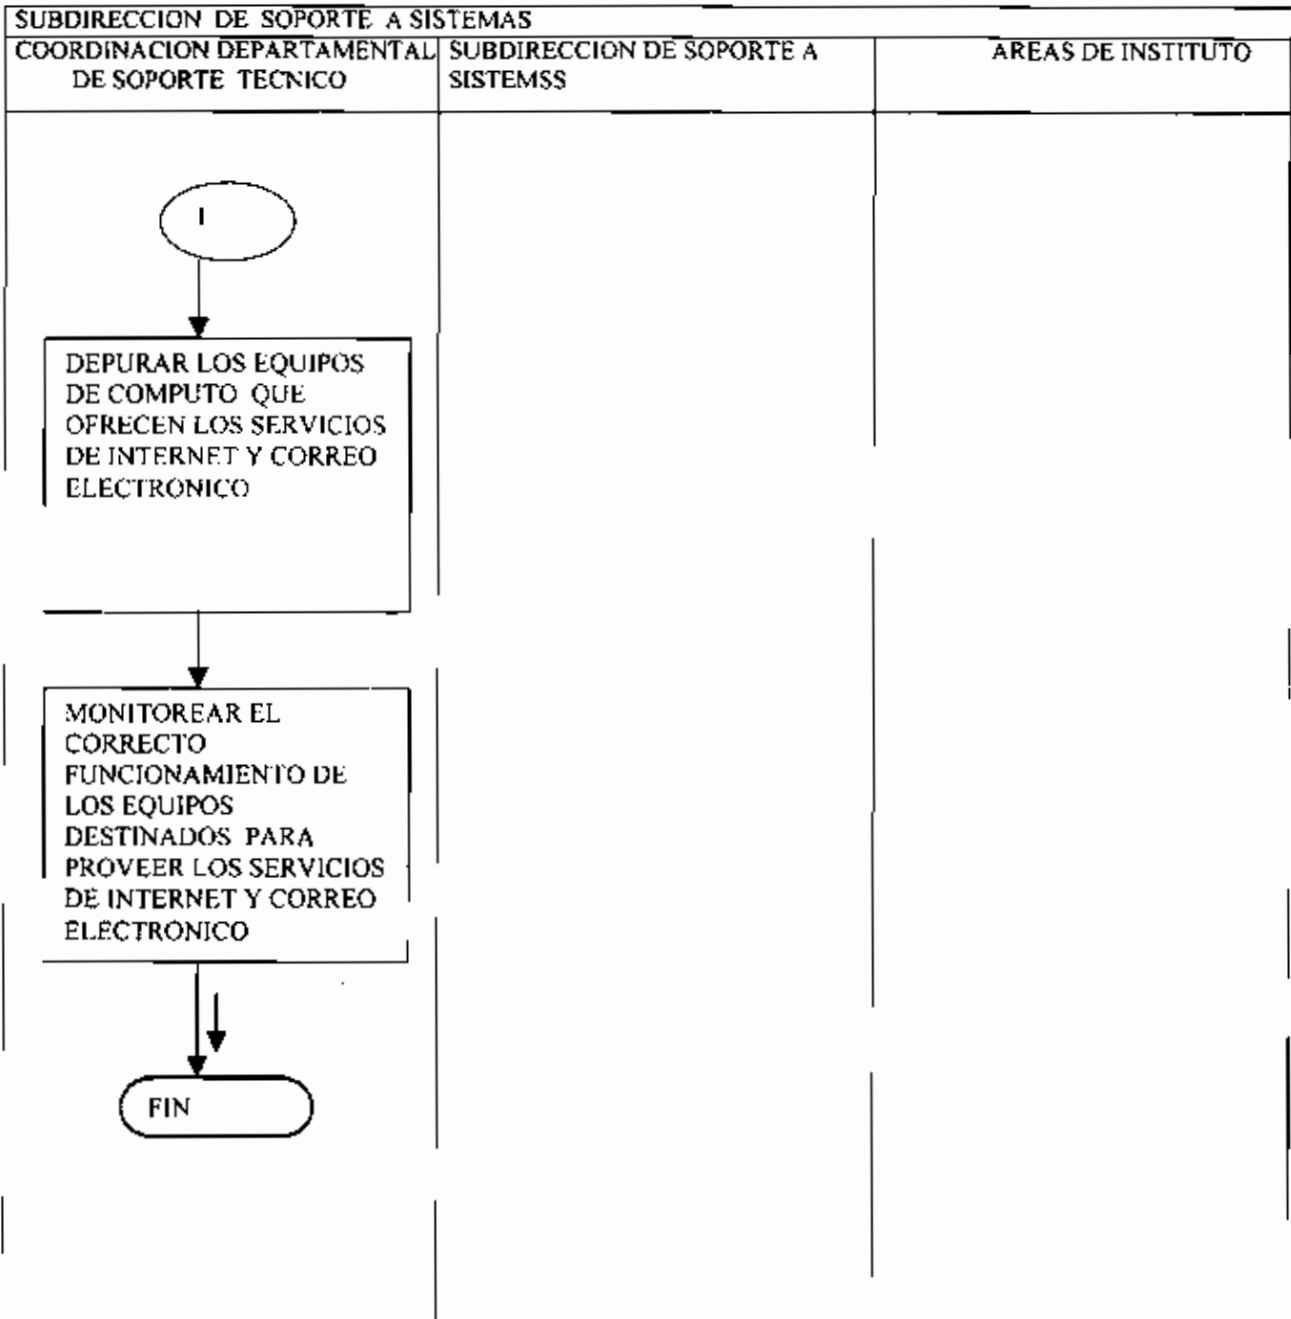 SUBDIRECCION DE SOPORTE A SISTEMAS
COORDINACION DEPARTAMENTAL
DE SOPORTE TECNICO
SUBDIRECCION DE SOPORTE A
SISTEMSS
AREAS DE INSTITUTO
1
DEPURAR LOS EQUIPOS
DE COMPUTO QUE
OFRECEN LOS SERVICIOS
DE INTERNET Y CORREO
ELECTRONICO
MONITOREAR EL
CORRECTO
FUNCIONAMIENTO DE
LOS EQUIPOS
DESTINADOS PARA
PROVEER LOS SERVICIOS
DE INTERNET Y CORREO
ELECTRONICO
FIN